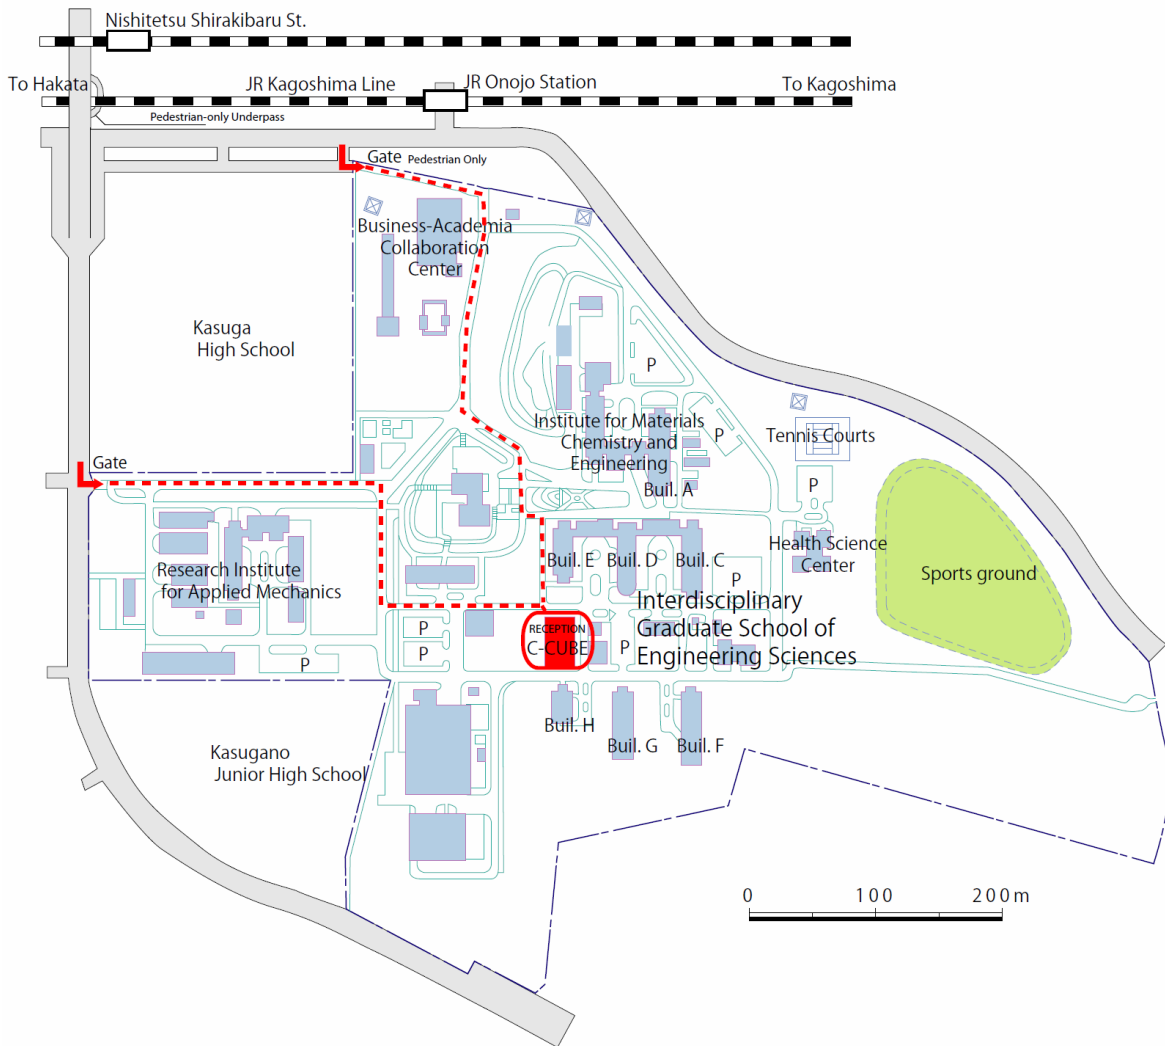 Nishitetsu Shirakibaru St.
To Hakata
JR Kagoshima Line
JR Onojo Station
To Kagoshima
Pedestrian-only Underpass
Gate Pedestrian Only
Business-Academia
Collaboration
Center
Kasuga
High School
P
Institute for Materials
Chemistry and
Engineering
P
Tennis Courts
Gate
Buil. A
P
Health Science
Center
Buil. E
Buil. D
Buil. C
Research Institute
for Applied Mechanics
P
Sports ground
Interdisciplinary
Graduate School of
Engineering Sciences
RECEPTION
C-CUBE
P
P
P
P
Buil. H
Buil. G
Buil. F
Kasugano
Junior High School
0 100 200m